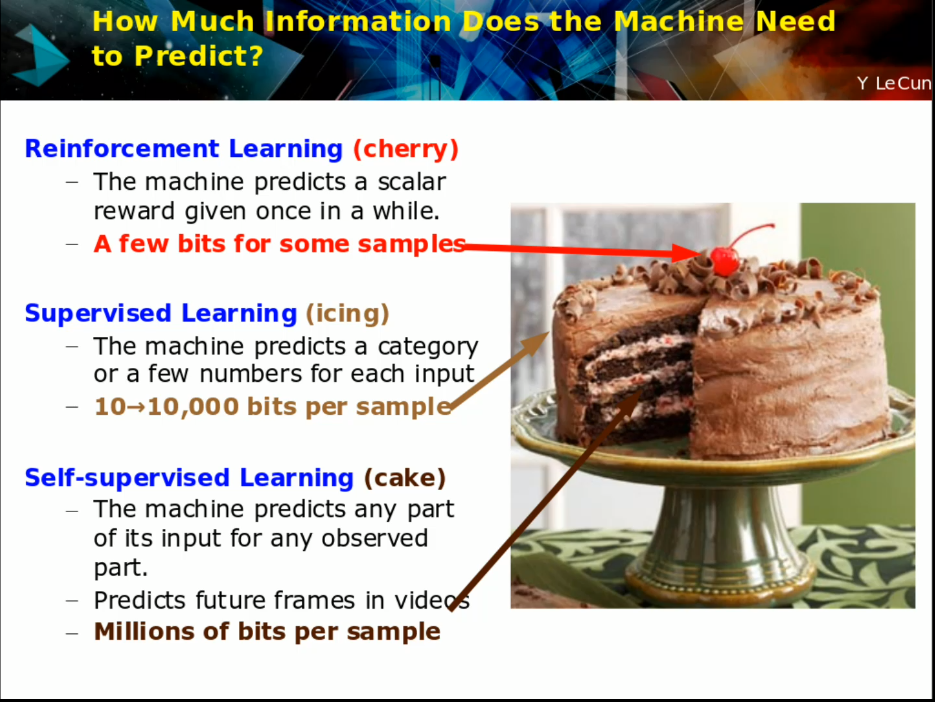 How Much Information Does the Machine Need
to Predict?
Y LeCun
Reinforcement Learning (cherry)
– The machine predicts a scalar
reward given once in a while.
– A few bits for some samples
Supervised Learning (icing)
– The machine predicts a category
or a few numbers for each input
– 10→10,000 bits per sample
Self-supervised Learning (cake)
– The machine predicts any part
of its input for any observed
part.
– Predicts future frames in videos
– Millions of bits per sample